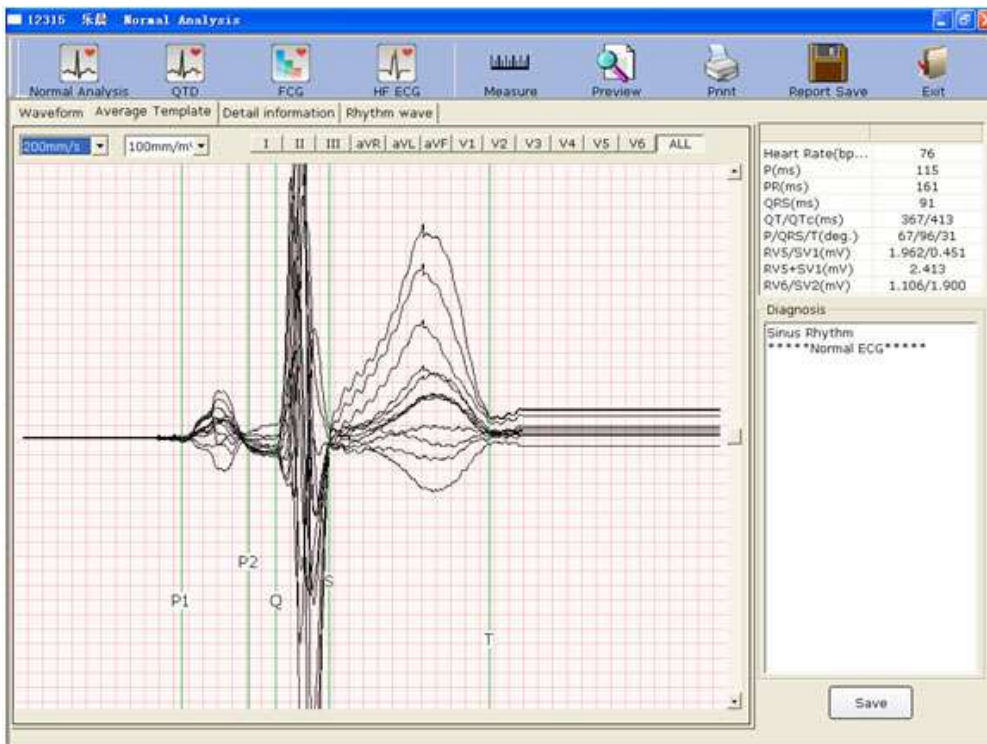 12315 乐晨 Normal Analysis
Normal Analysis QTD FCG HF ECG Measure Preview Print Report Save Exit
Waveform Average Template Detail information Rhythm wave
200mm/s 100mm/m I II III aVR aVL aVF V1 V2 V3 V4 V5 V6 ALL
Heart Rate(bp... 76
P(ms) 115
PR(ms) 161
QRS(ms) 91
QT/QTc(ms) 367/413
P/QRS/T(deg.) 67/96/31
RV5/SV1(mV) 1.962/0.451
RV5+SV1(mV) 2.413
RV6/SV2(mV) 1.106/1.900
Diagnosis
Sinus Rhythm
*****Normal ECG*****
P2
S
P1
Q
T
Save